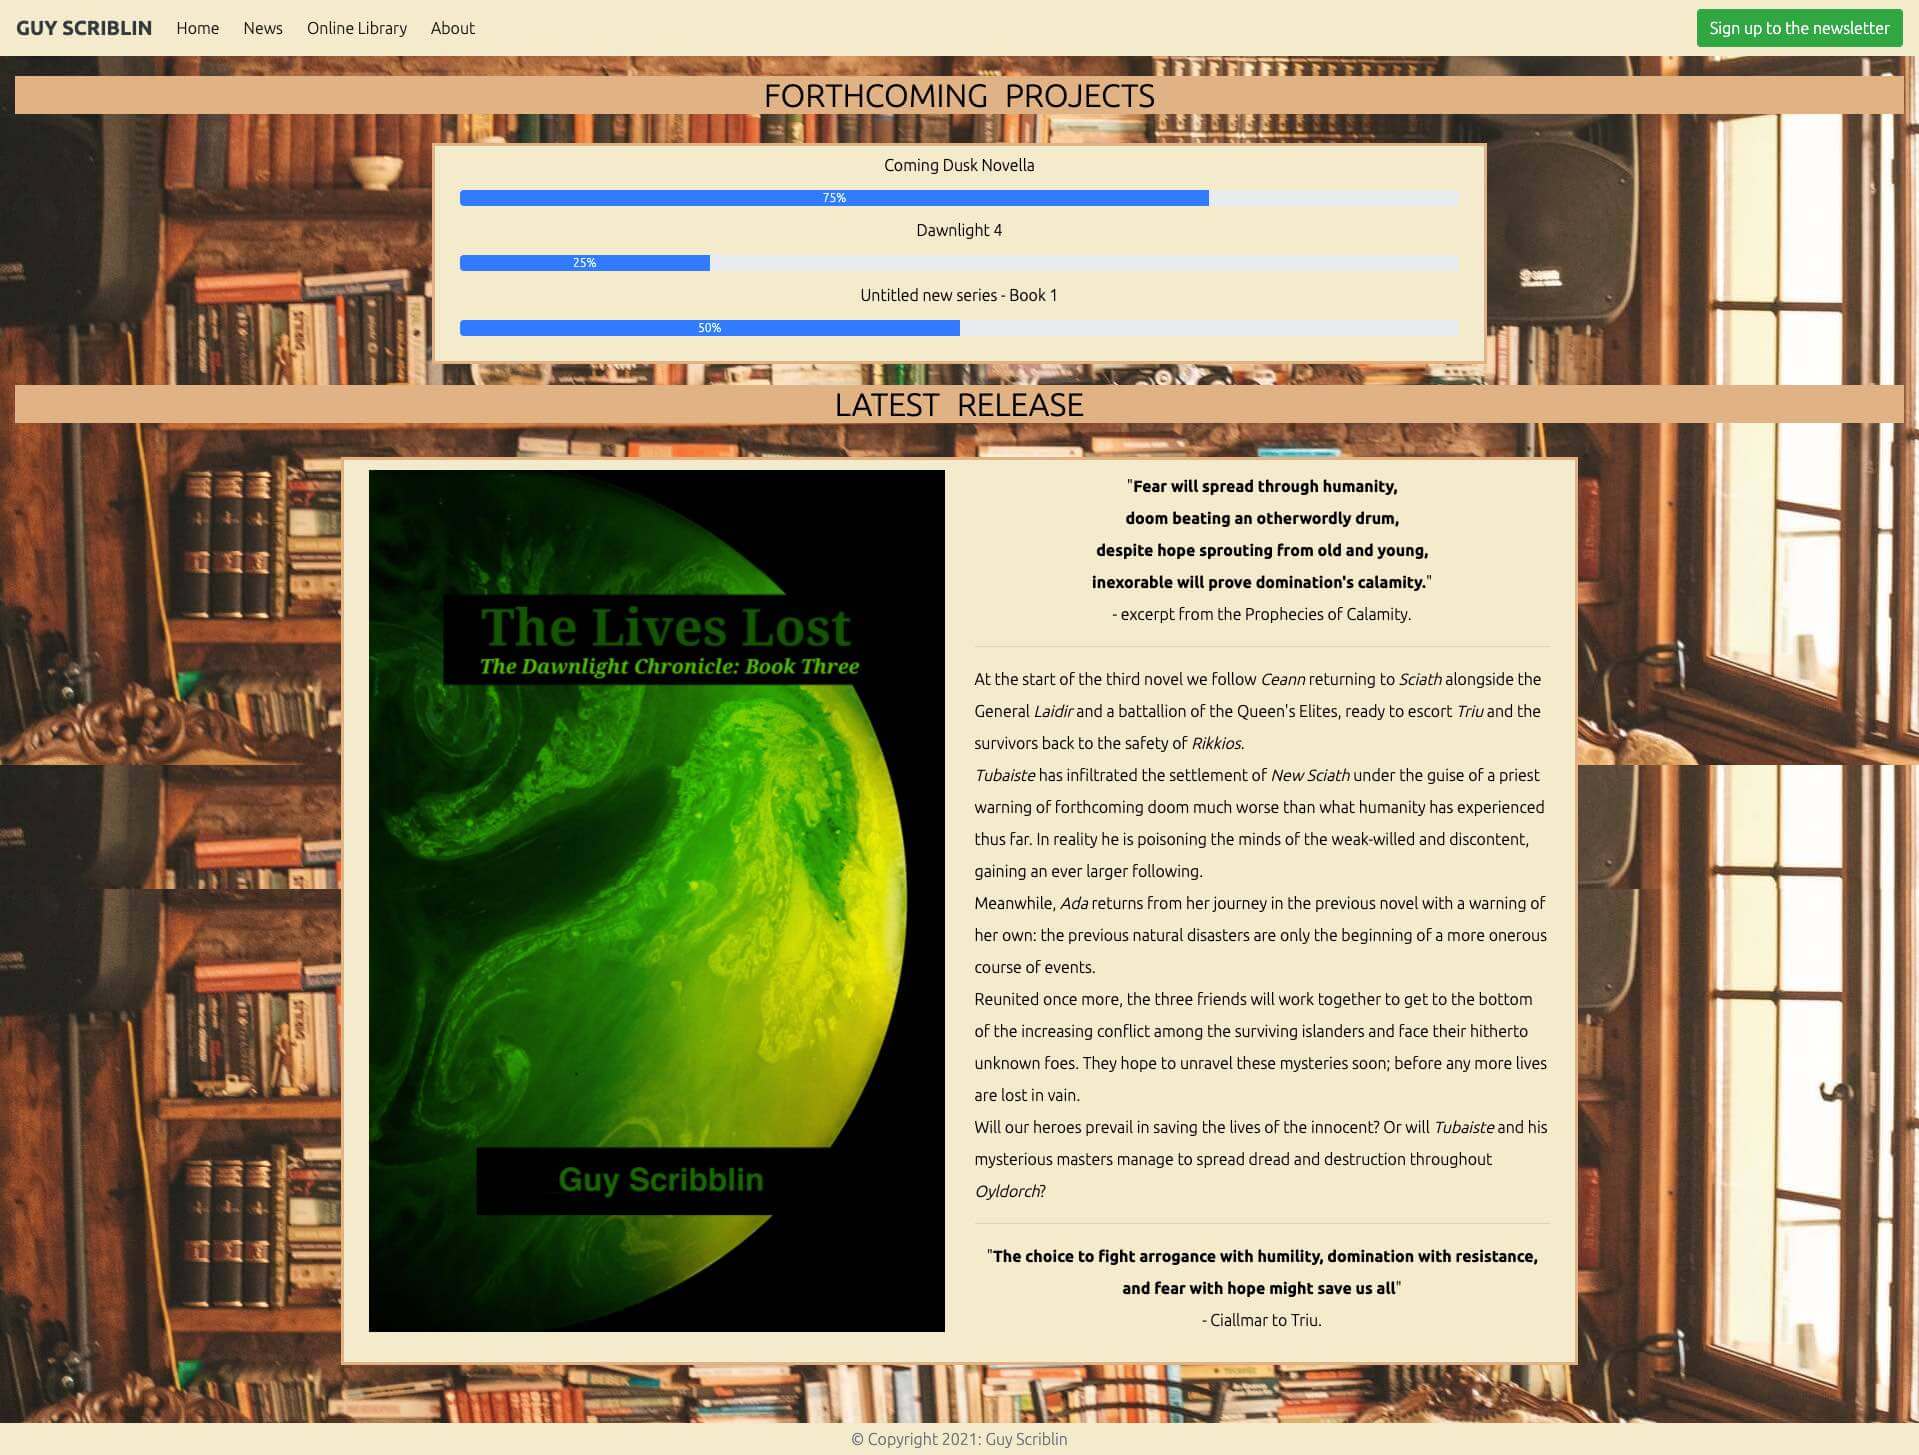 GUY SCRIBLIN Home News Online Library About Sign up to the newsletter
FORTHCOMING PROJECTS
Coming Dusk Novella
75%
Dawnlight 4
25%
Untitled new series - Book 1
50%
LATEST RELEASE
The Lives Lost
The Dawnlight Chronicle: Book Three
Guy Scribblin
"Fear will spread through humanity,
doom beating an otherwordly drum,
despite hope sprouting from old and young,
inexorable will prove domination's calamity."
- excerpt from the Prophecies of Calamity.
At the start of the third novel we follow Ceann returning to Sciath alongside the
General Laidir and a battallion of the Queen's Elites, ready to escort Triu and the
survivors back to the safety of Rikkios.
Tubaiste has infiltrated the settlement of New Sciath under the guise of a priest
warning of forthcoming doom much worse than what humanity has experienced
thus far. In reality he is poisoning the minds of the weak-willed and discontent,
gaining an ever larger following.
Meanwhile, Ada returns from her journey in the previous novel with a warning of
her own: the previous natural disasters are only the beginning of a more onerous
course of events.
Reunited once more, the three friends will work together to get to the bottom
of the increasing conflict among the surviving islanders and face their hitherto
unknown foes. They hope to unravel these mysteries soon; before any more lives
are lost in vain.
Will our heroes prevail in saving the lives of the innocent? Or will Tubaiste and his
mysterious masters manage to spread dread and destruction throughout
Oyldorch?
"The choice to fight arrogance with humility, domination with resistance,
and fear with hope might save us all"
- Ciallmar to Triu.
© Copyright 2021: Guy Scriblin